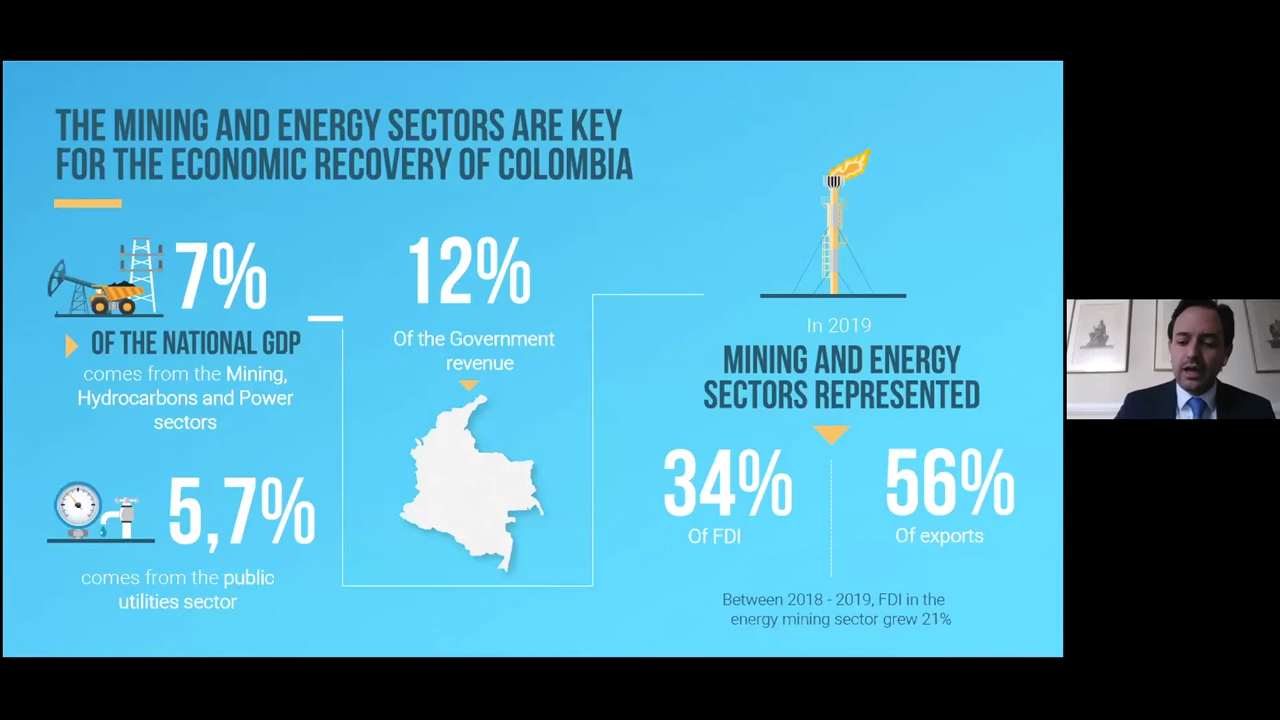 THE MINING AND ENERGY SECTORS ARE KEY
FOR THE ECONOMIC RECOVERY OF COLOMBIA
7%
OF THE NATIONAL GDP
comes from the Mining,
Hydrocarbons and Power
sectors
5,7%
comes from the public
utilities sector
12%
Of the Government
revenue
In 2019
MINING AND ENERGY
SECTORS REPRESENTED
34%
Of FDI
56%
Of exports
Between 2018 - 2019, FDI in the
energy mining sector grew 21%